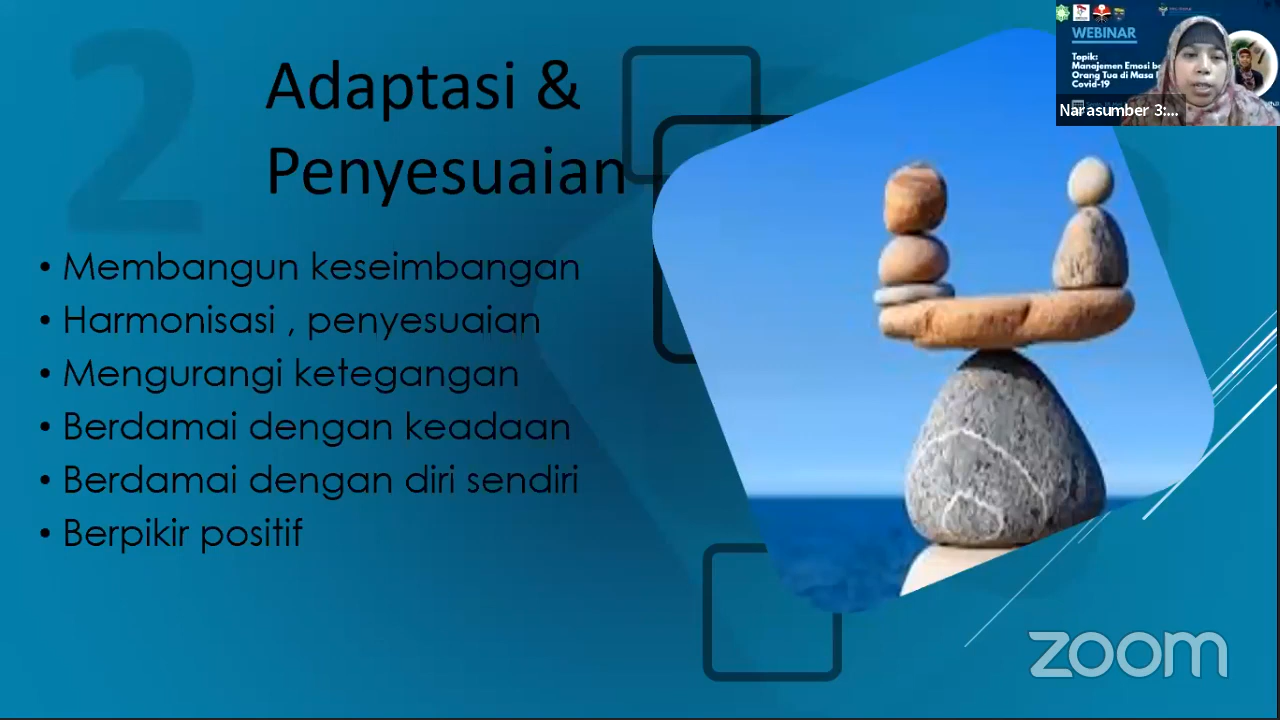 2
Adaptasi &
Penyesuaian
• Membangun keseimbangan
• Harmonisasi , penyesuaian
• Mengurangi ketegangan
• Berdamai dengan keadaan
• Berdamai dengan diri sendiri
• Berpikir positif
WEBINAR
Topik:
Manajemen Emosi
Orang Tua di Masa
Covid-19
Narasumber 3:...
zoom